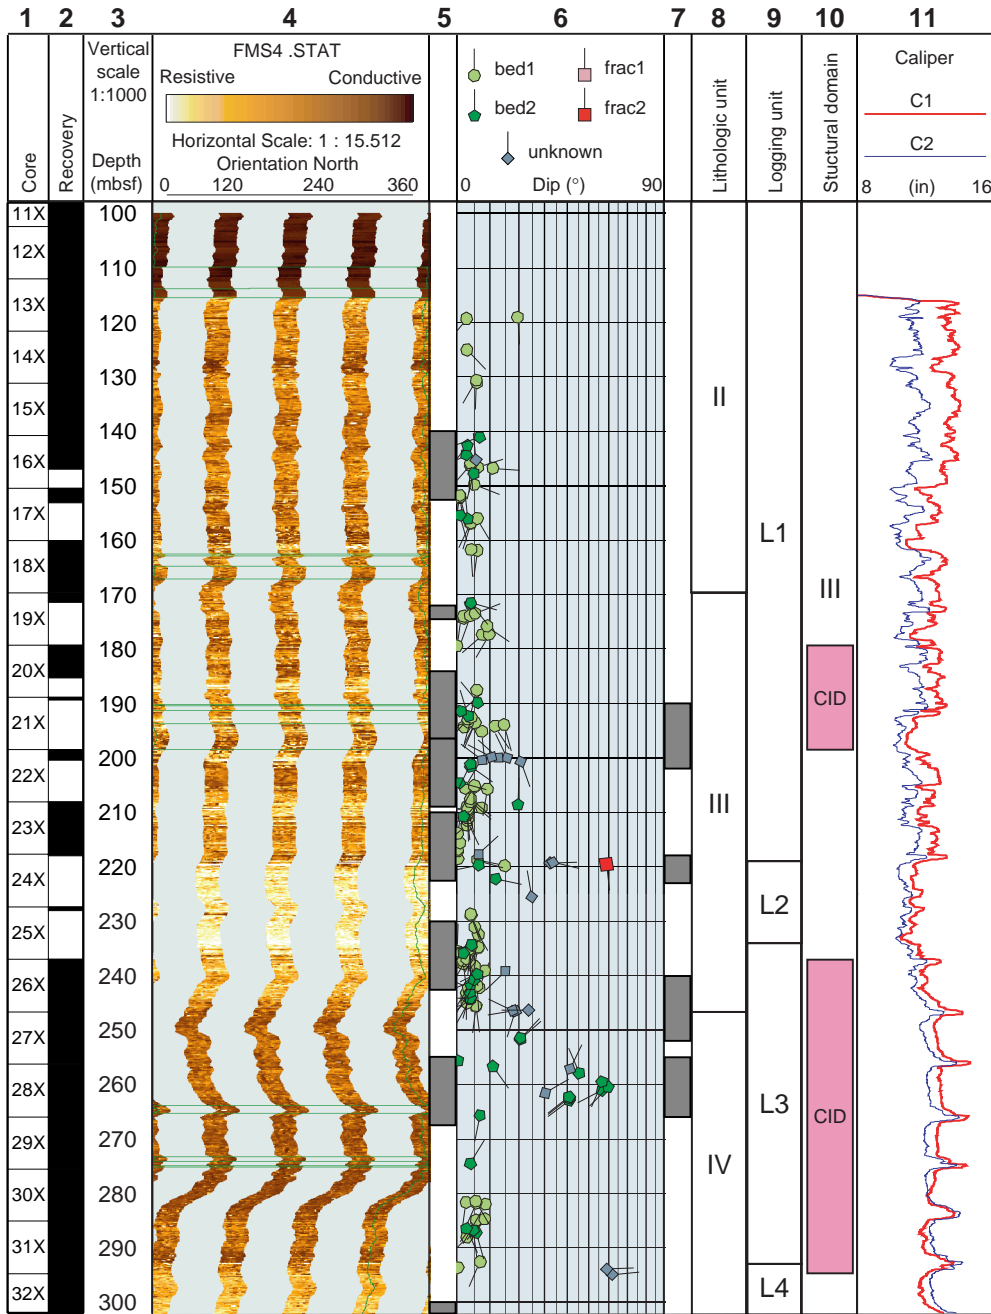 1 2 3 4 5 6 7 8 9 10 11
Core
Recovery
Vertical
scale
1:1000
Depth
(mbsf)
FMS4 .STAT
Resistive Conductive
Horizontal Scale: 1 : 15.512
Orientation North
0 120 240 360
bed1 frac1
bed2 frac2
unknown
0 Dip (°) 90
Lithologic unit
Logging unit
Stuctural domain
Caliper
C1
C2
8 (in) 16
11X
12X
13X
14X
15X
16X
17X
18X
19X
20X
21X
22X
23X
24X
25X
26X
27X
28X
29X
30X
31X
32X
100
110
120
130
140
150
160
170
180
190
200
210
220
230
240
250
260
270
280
290
300
II
III
IV
L1
L2
L3
L4
III
CID
CID